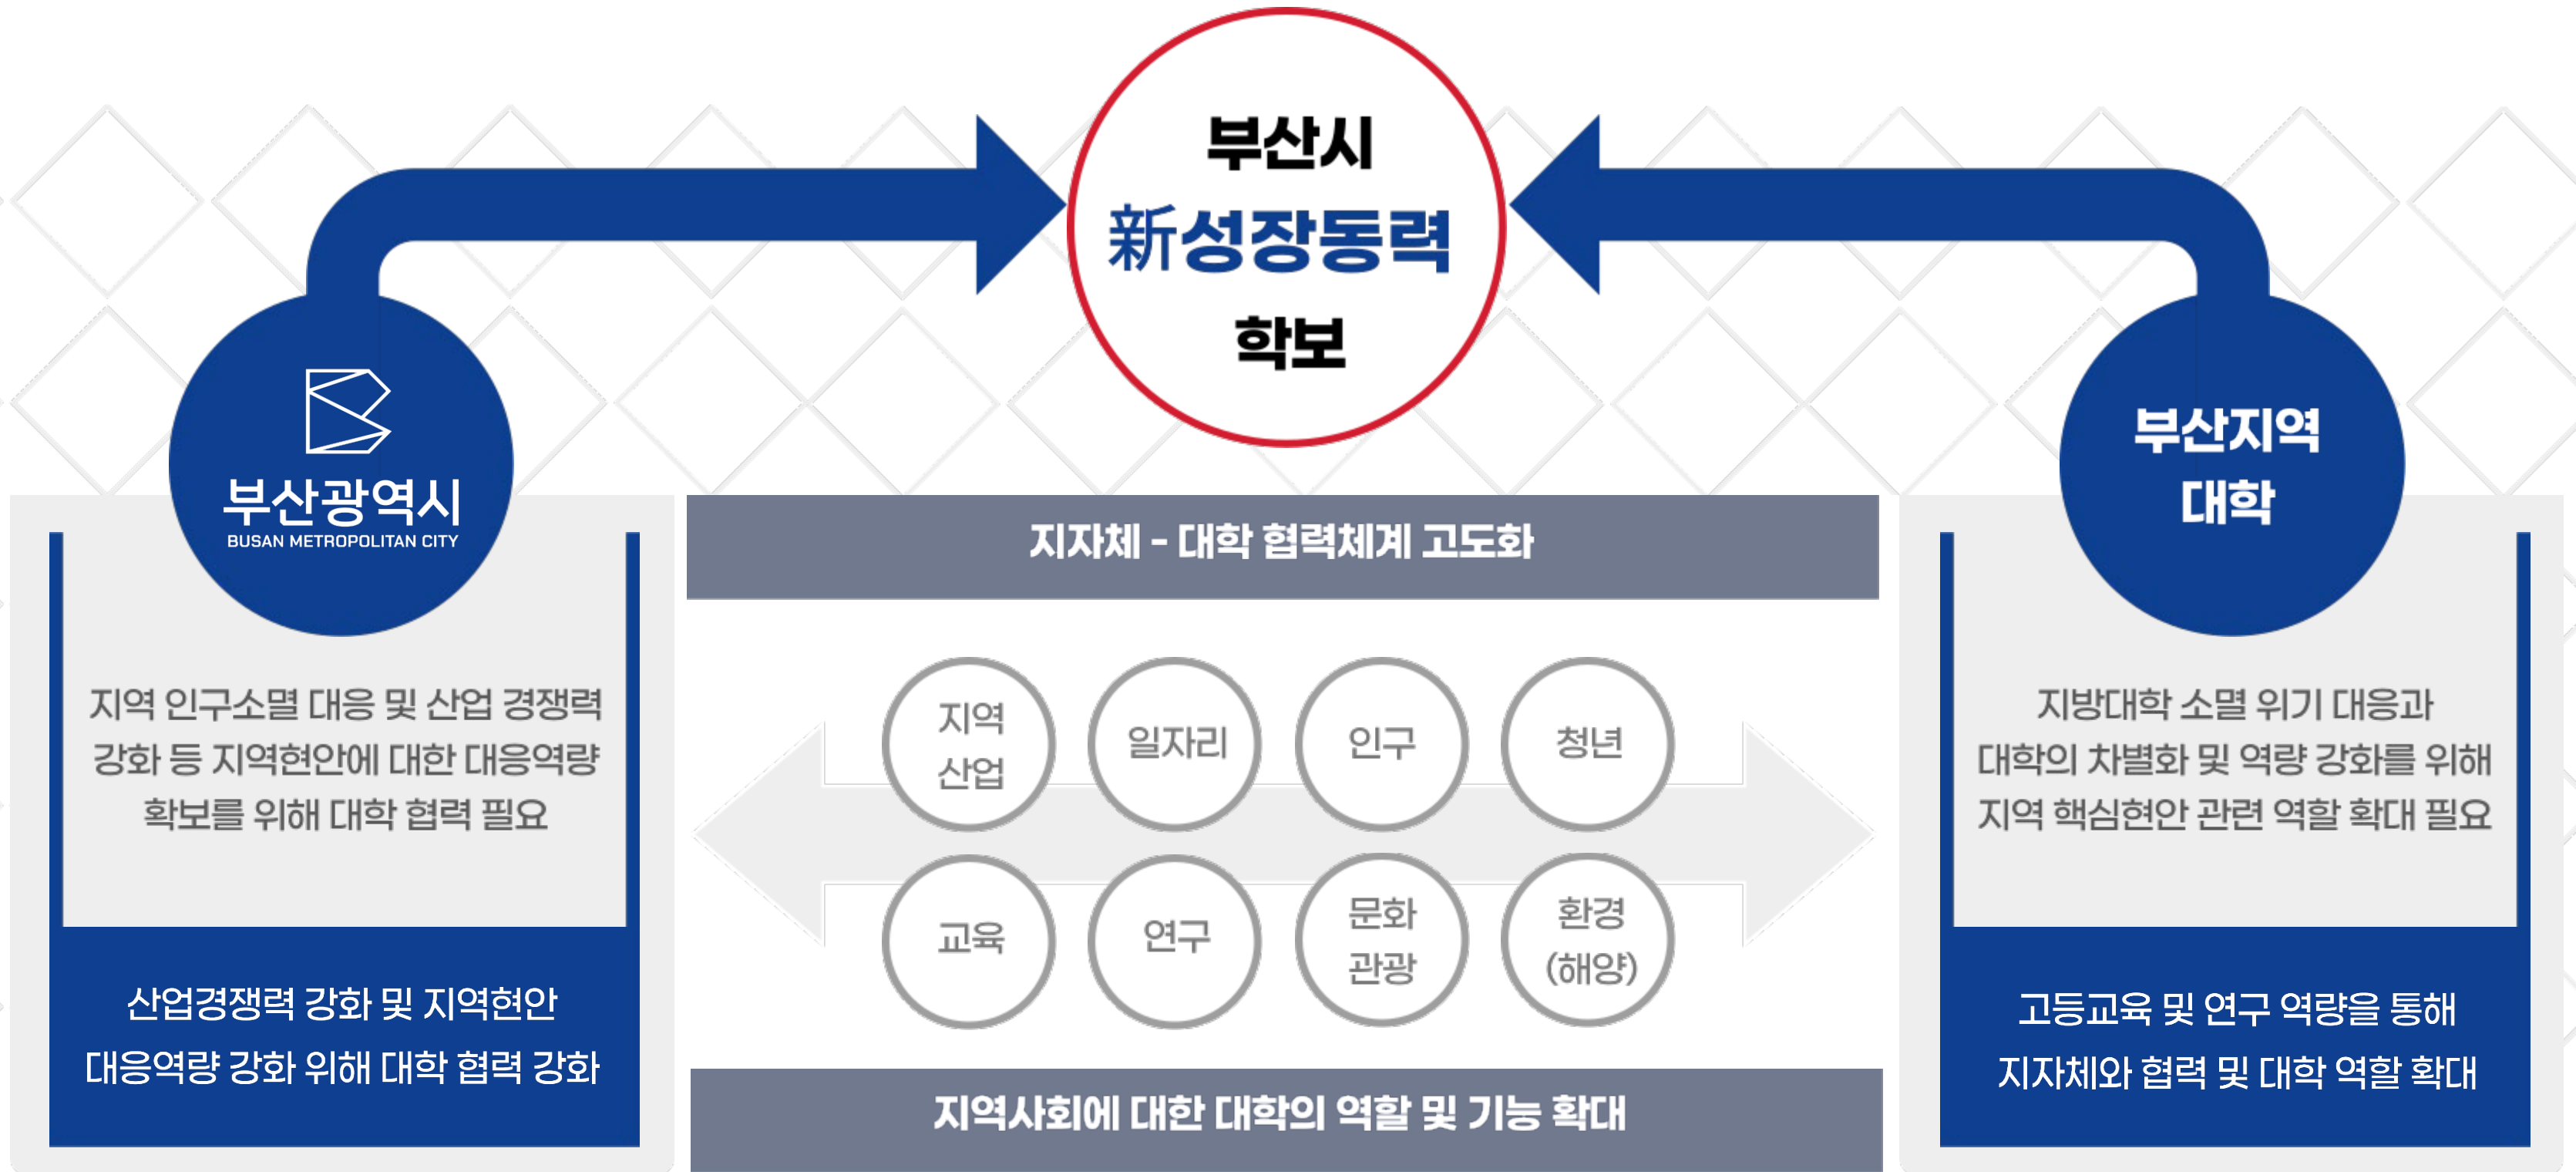 부산시
新성장동력
학보
부산광역시
BUSAN METROPOLITAN CITY
지역 인구소멸 대응 및 산업 경쟁력
강화 등 지역현안에 대한 대응역량
확보를 위해 대학 협력 필요
산업경쟁력 강화 및 지역현안
대응역량 강화 위해 대학 협력 강화
지자체 - 대학 협력체계 고도화
지역
산업
일자리
인구
청년
교육
연구
문화
관광
환경
(해양)
지역사회에 대한 대학의 역할 및 기능 확대
부산지역
대학
지방대학 소멸 위기 대응과
대학의 차별화 및 역량 강화를 위해
지역 핵심현안 관련 역할 확대 필요
고등교육 및 연구 역량을 통해
지자체와 협력 및 대학 역할 확대